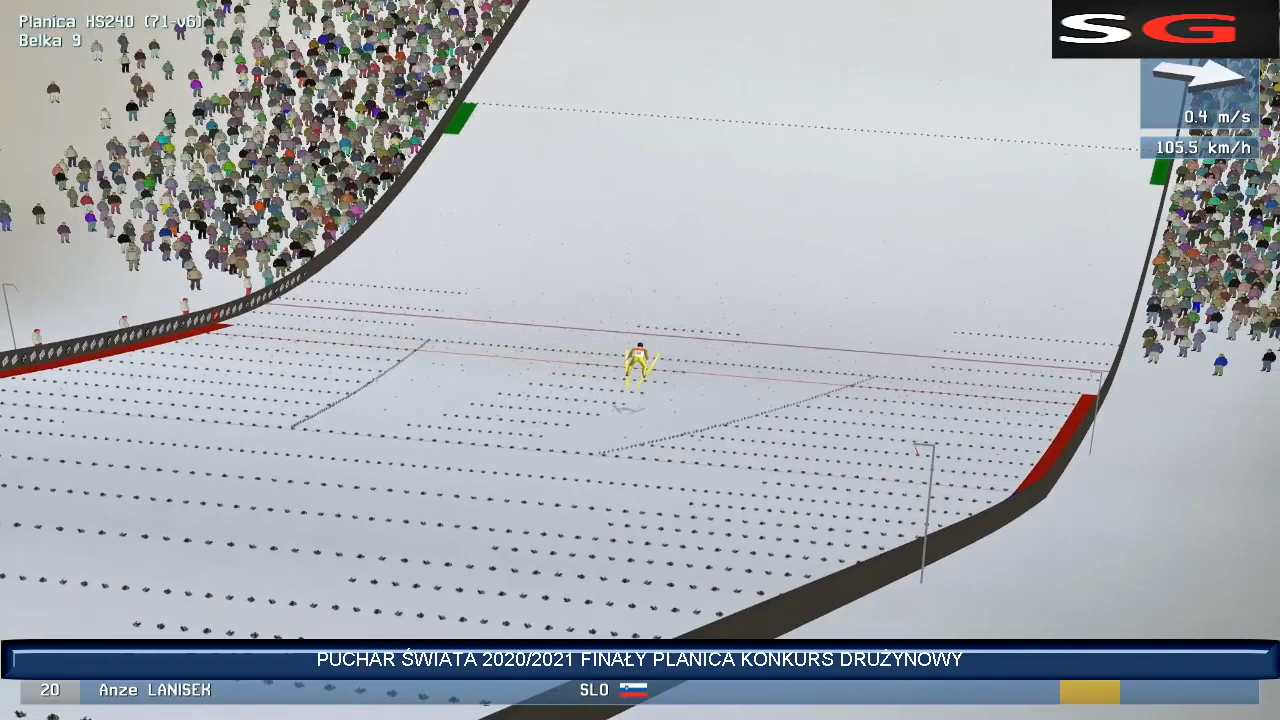 Planica HS240 (71-v6)
Belka 9
SG
0.4 m/s
105.5 km/h
PUCHAR ŚWIATA 2020/2021 FINAŁY PLANICA KONKURS DRUŻYNOWY
20 Anze LANISEK SLO